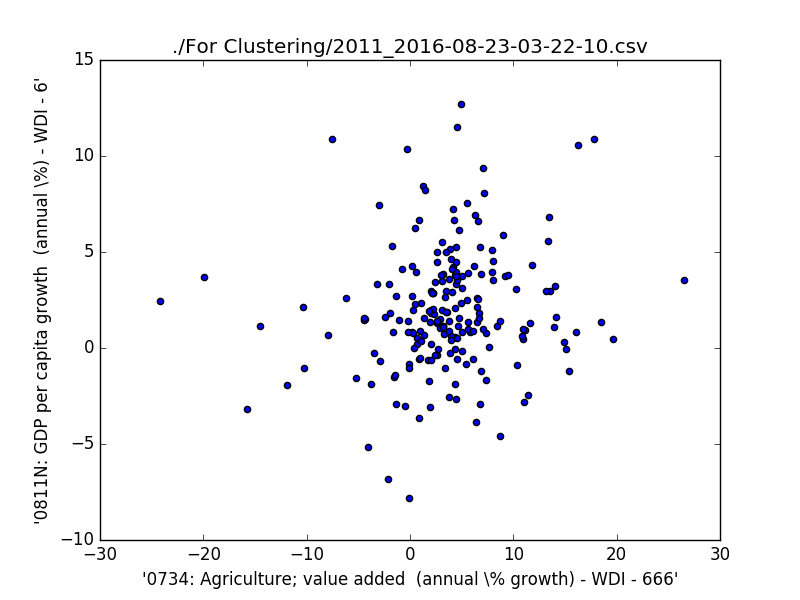 ./For Clustering/2011_2016-08-23-03-22-10.csv
15
10
5
0
−5
−10
'0811N: GDP per capita growth  (annual \%) - WDI - 6'
−30 −20 −10 0 10 20 30
'0734: Agriculture; value added  (annual \% growth) - WDI - 666'